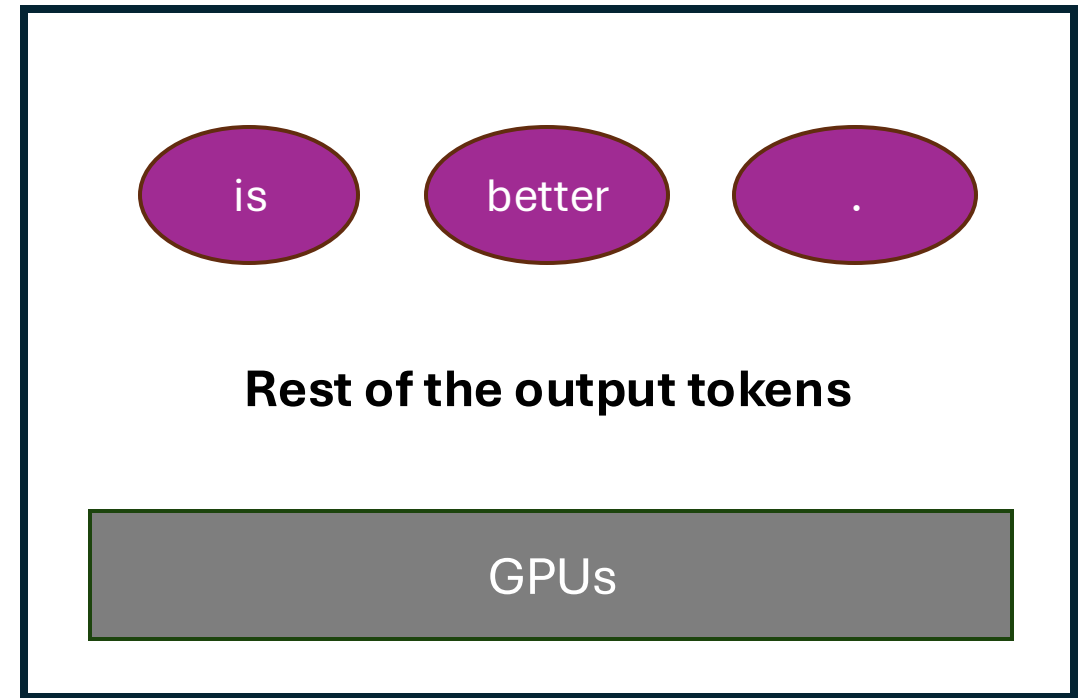 is better .
Rest of the output tokens
GPUs